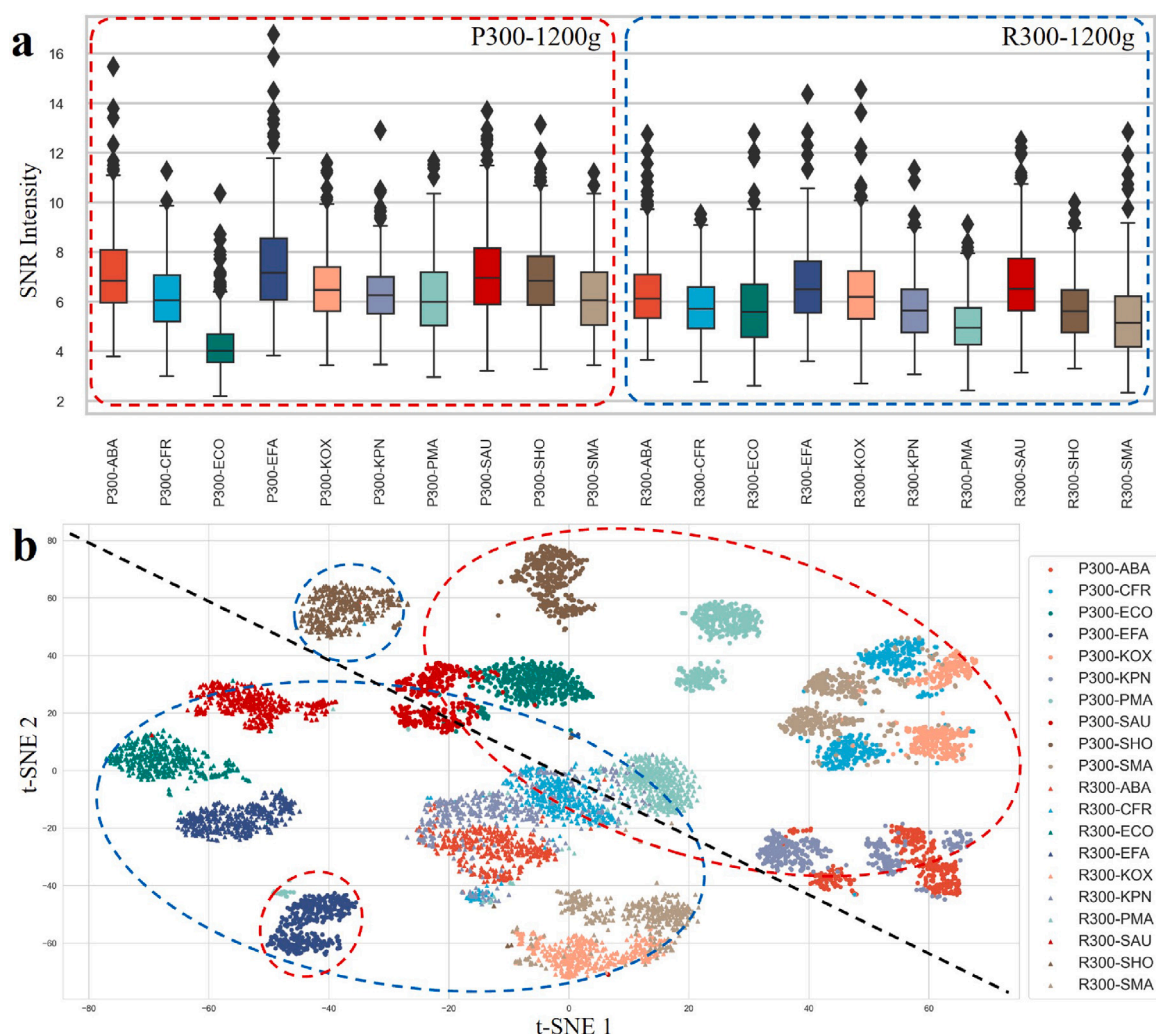 a
P300-1200g
R300-1200g
SNR Intensity
16
14
12
10
8
6
4
2
P300-ABA
P300-CFR
P300-ECO
P300-EFA
P300-KOX
P300-KPN
P300-PMA
P300-SAU
P300-SHO
P300-SMA
R300-ABA
R300-CFR
R300-ECO
R300-EFA
R300-KOX
R300-KPN
R300-PMA
R300-SAU
R300-SHO
R300-SMA
b
t-SNE 2
80
60
40
20
0
-20
-40
-60
-80
-60
-40
-20
0
20
40
60
t-SNE 1
P300-ABA
P300-CFR
P300-ECO
P300-EFA
P300-KOX
P300-KPN
P300-PMA
P300-SAU
P300-SHO
P300-SMA
R300-ABA
R300-CFR
R300-ECO
R300-EFA
R300-KOX
R300-KPN
R300-PMA
R300-SAU
R300-SHO
R300-SMA